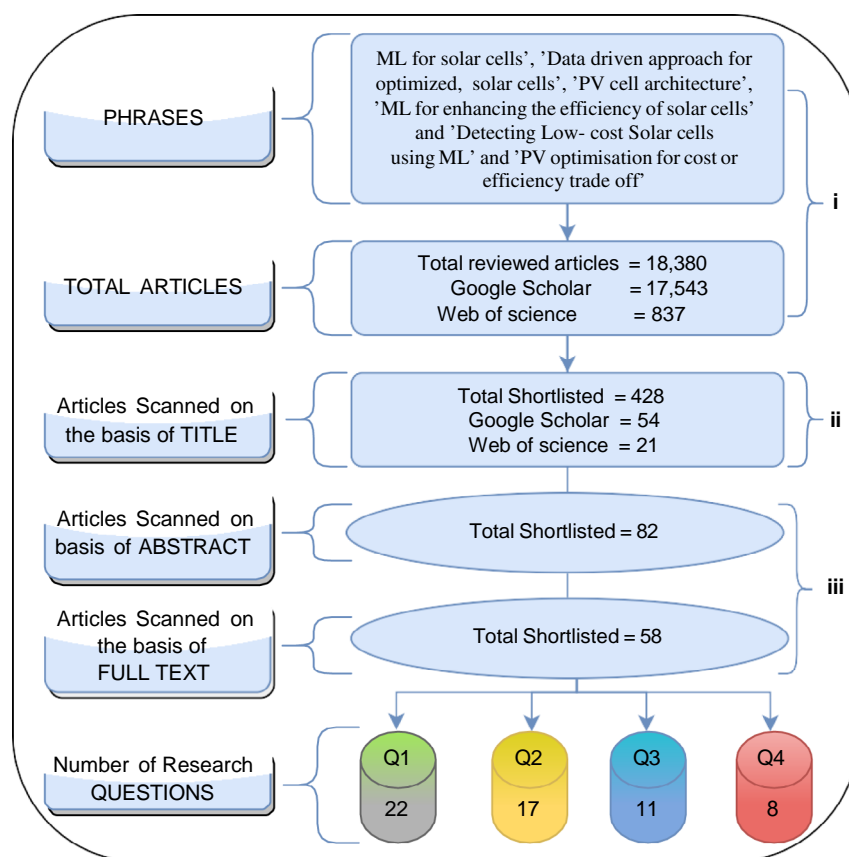 PHRASES
ML for solar cells’, ’Data driven approach for
optimized, solar cells’, ’PV cell architecture’,
’ML for enhancing the efficiency of solar cells’
and ’Detecting Low- cost Solar cells
using ML’ and ’PV optimisation for cost or
efficiency trade off’
i
TOTAL ARTICLES
Total reviewed articles = 18,380
Google Scholar = 17,543
Web of science = 837
Articles Scanned on
the basis of TITLE
Total Shortlisted = 428
Google Scholar = 54
Web of science = 21
ii
Articles Scanned on
basis of ABSTRACT
Total Shortlisted = 82
iii
Articles Scanned on
the basis of
FULL TEXT
Total Shortlisted = 58
Number of Research
QUESTIONS
Q1
22
Q2
17
Q3
11
Q4
8